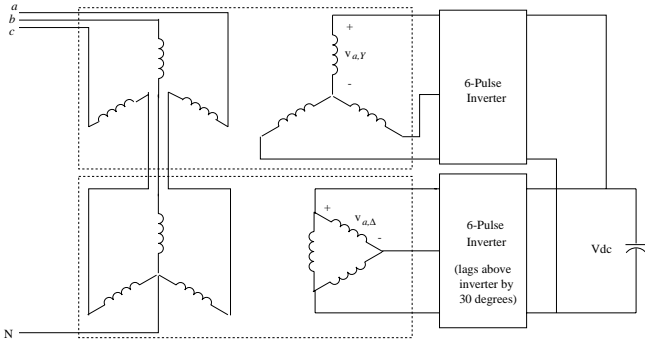 a
b
c
+
v a,Y
-
6-Pulse
Inverter
+
v a,Δ
-
6-Pulse
Inverter
(lags above
inverter by
30 degrees)
Vdc
N